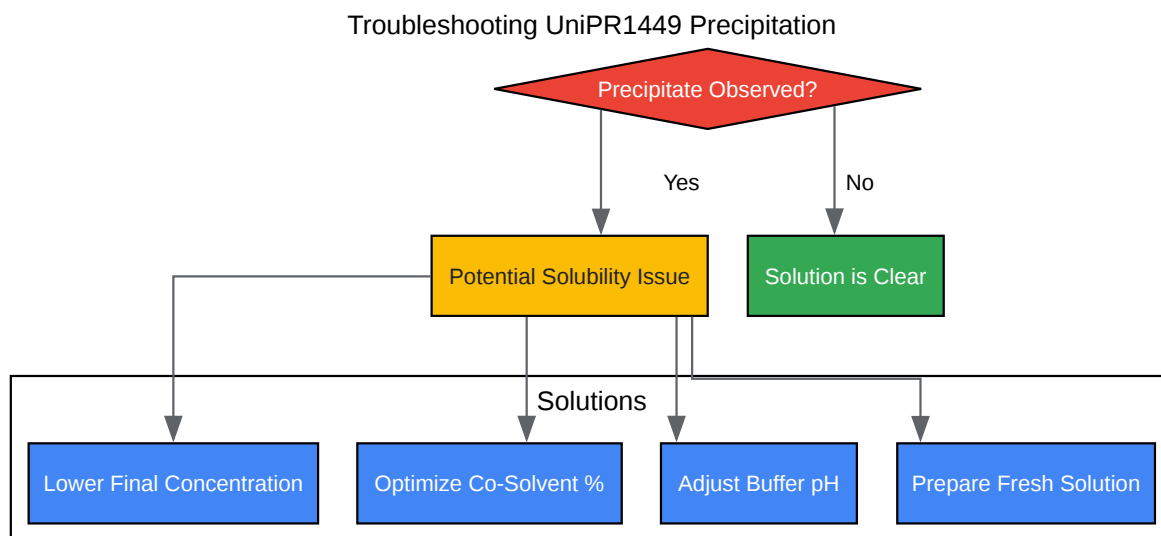 Troubleshooting UniPR1449 Precipitation
Precipitate Observed?
Yes
No
Potential Solubility Issue
Solution is Clear
Solutions
Lower Final Concentration
Optimize Co-Solvent %
Adjust Buffer pH
Prepare Fresh Solution